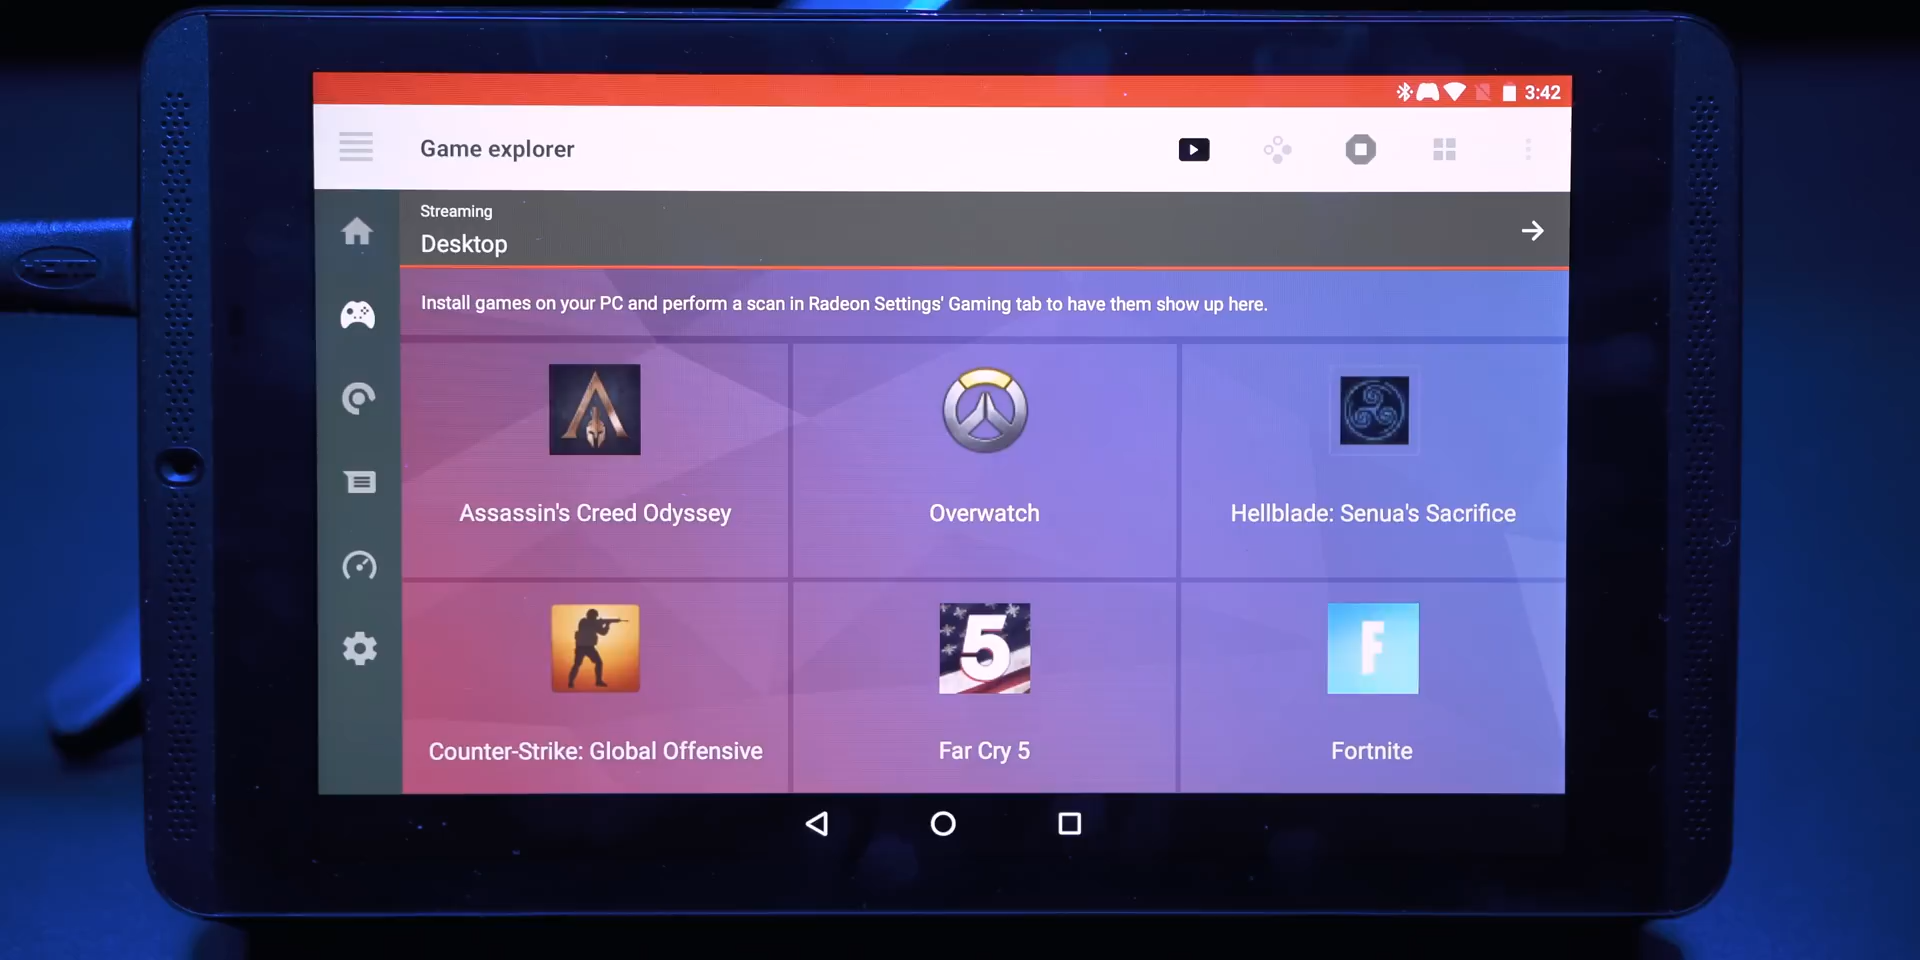 3:42
Game explorer
Streaming
Desktop
Install games on your PC and perform a scan in Radeon Settings' Gaming tab to have them show up here.
Assassin's Creed Odyssey
Overwatch
Hellblade: Senua's Sacrifice
5
F
Counter-Strike: Global Offensive
Far Cry 5
Fortnite